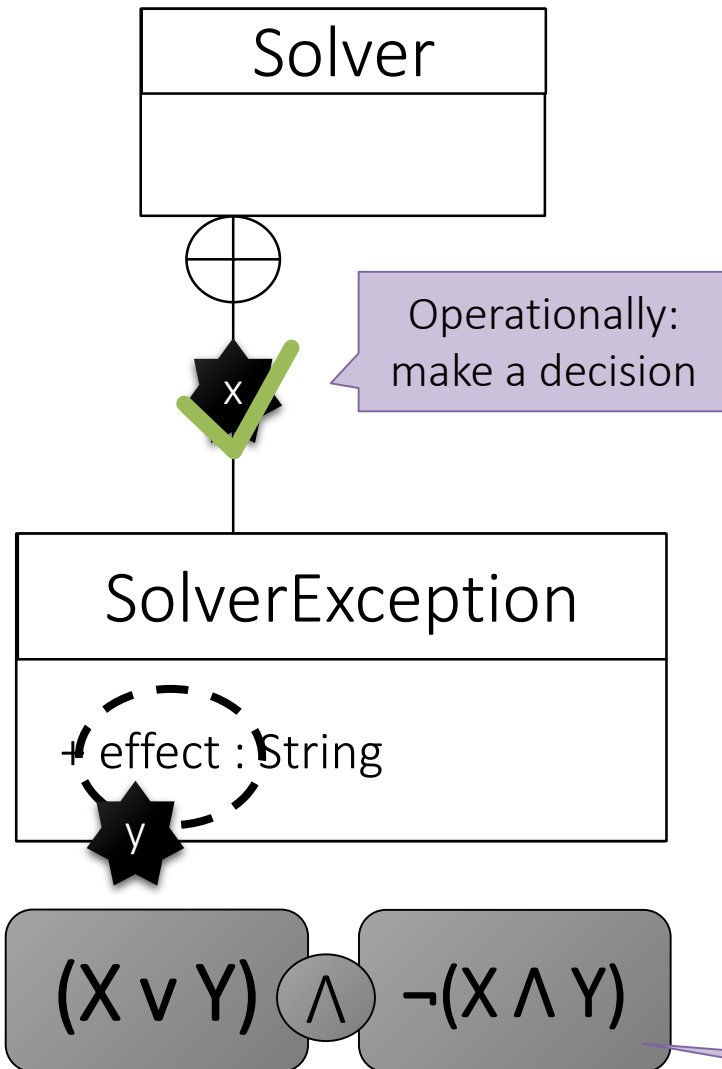 Solver
Operationally:
make a decision
x
SolverException
+ effect : String
y
(X v Y) Λ ¬(X Λ Y)